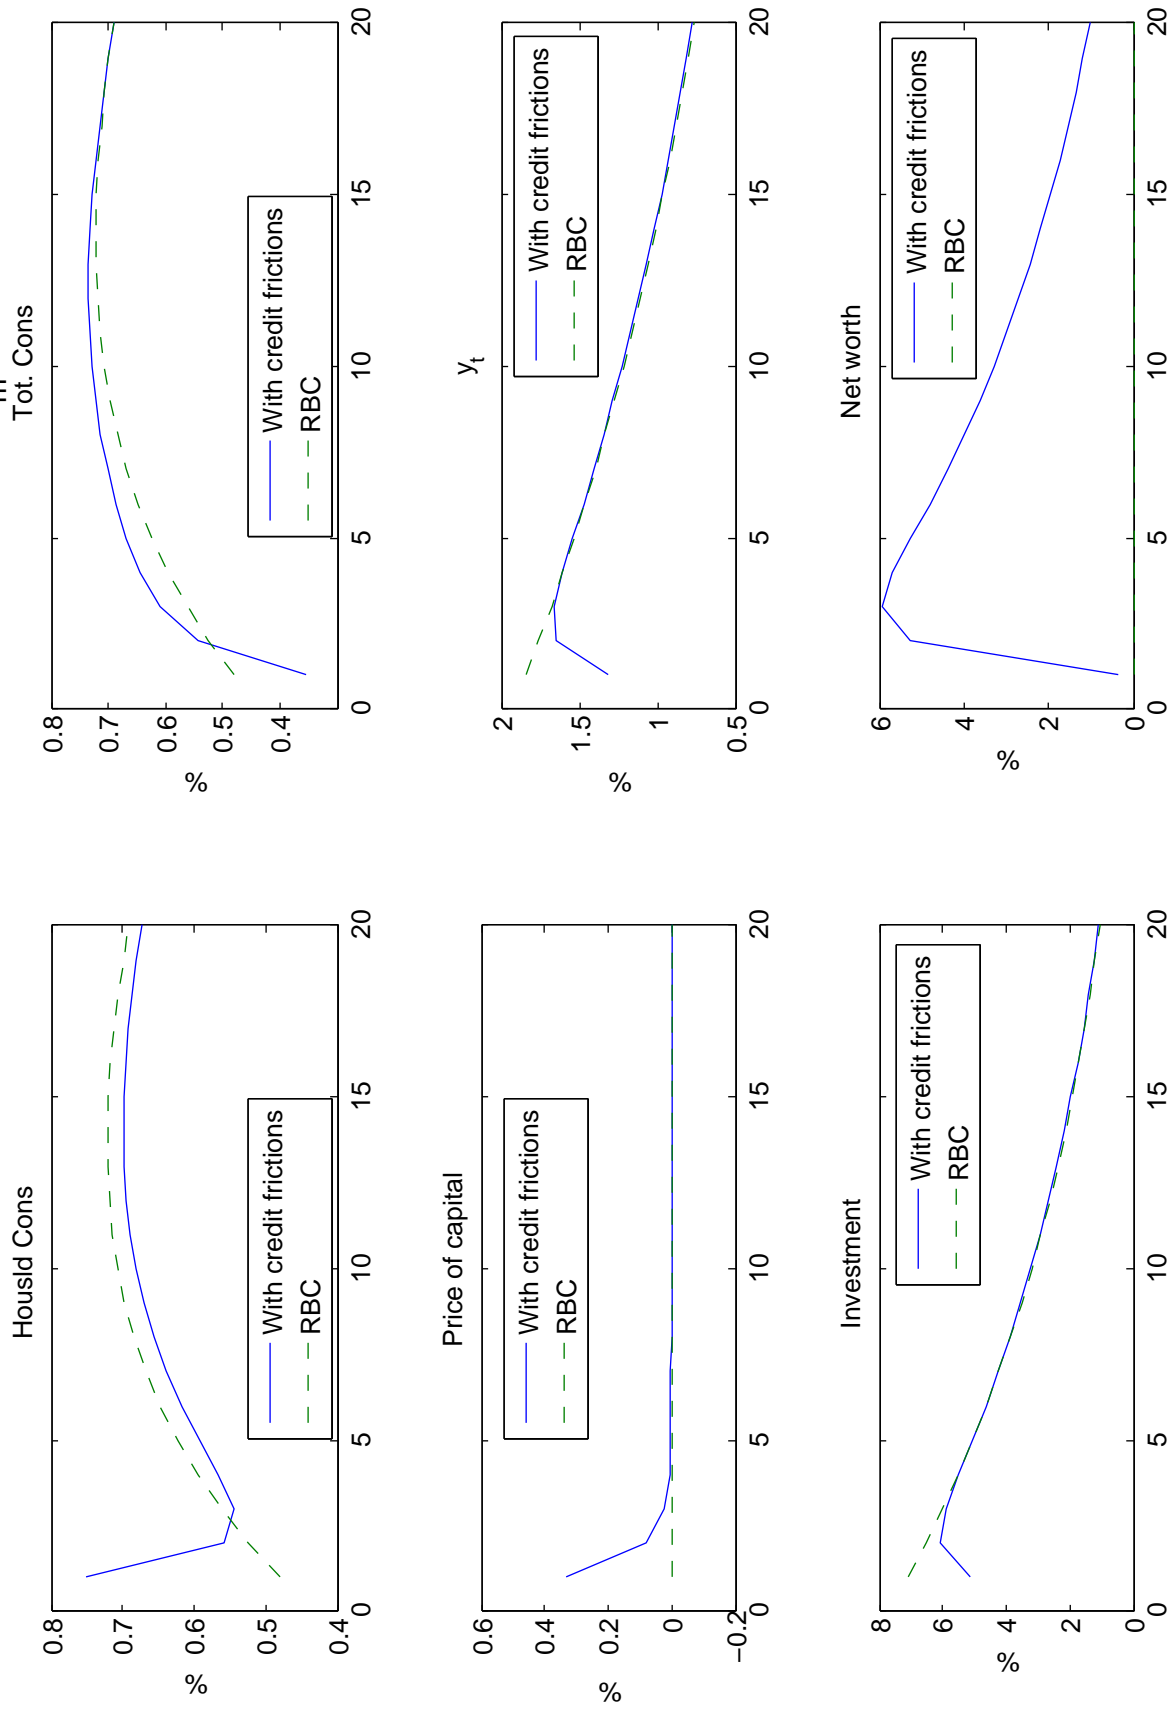 Housld Cons
%
0.8
0.7
0.6
0.5
0.4
With credit frictions
RBC
0 5 10 15 20
Tot. Cons
%
0.8
0.7
0.6
0.5
0.4
With credit frictions
RBC
0 5 10 15 20
Price of capital
%
0.6
0.4
0.2
0
−0.2
With credit frictions
RBC
0 5 10 15 20
y_t
%
2
1.5
1
0.5
With credit frictions
RBC
0 5 10 15 20
Investment
%
8
6
4
2
0
With credit frictions
RBC
0 5 10 15 20
Net worth
%
6
4
2
0
With credit frictions
RBC
0 5 10 15 20